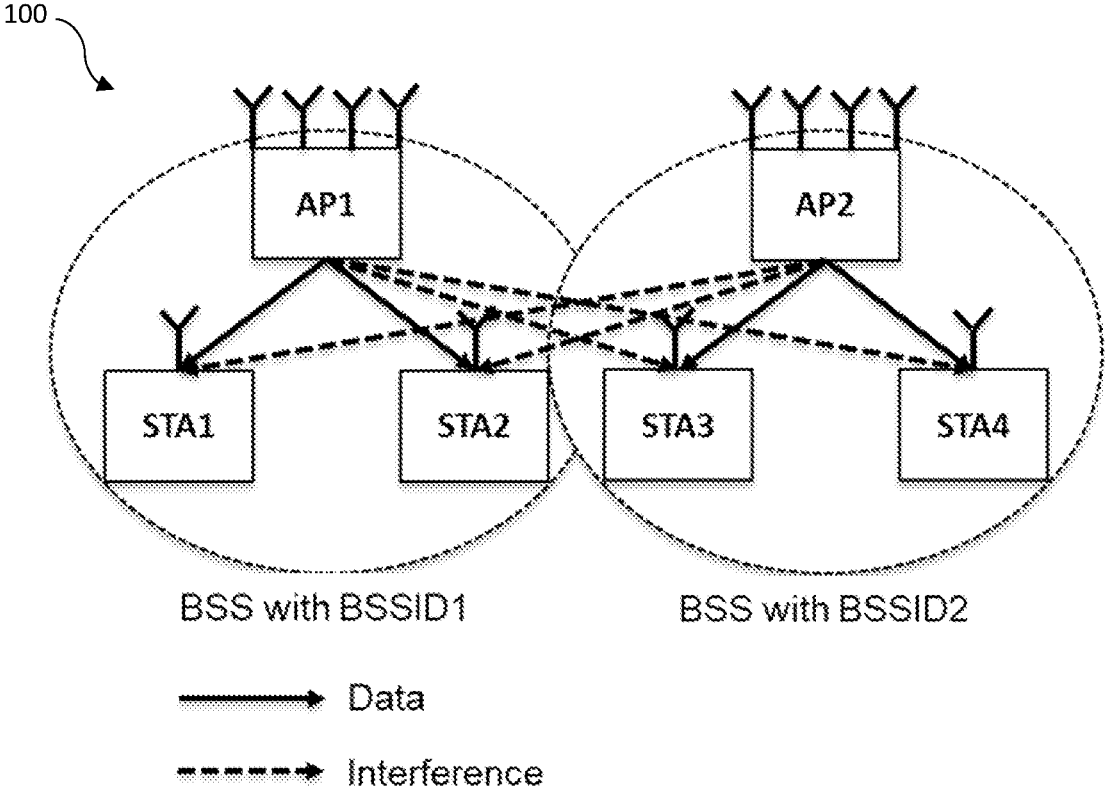 100
AP1
AP2
STA1
STA2
STA3
STA4
BSS with BSSID1
BSS with BSSID2
Data
Interference